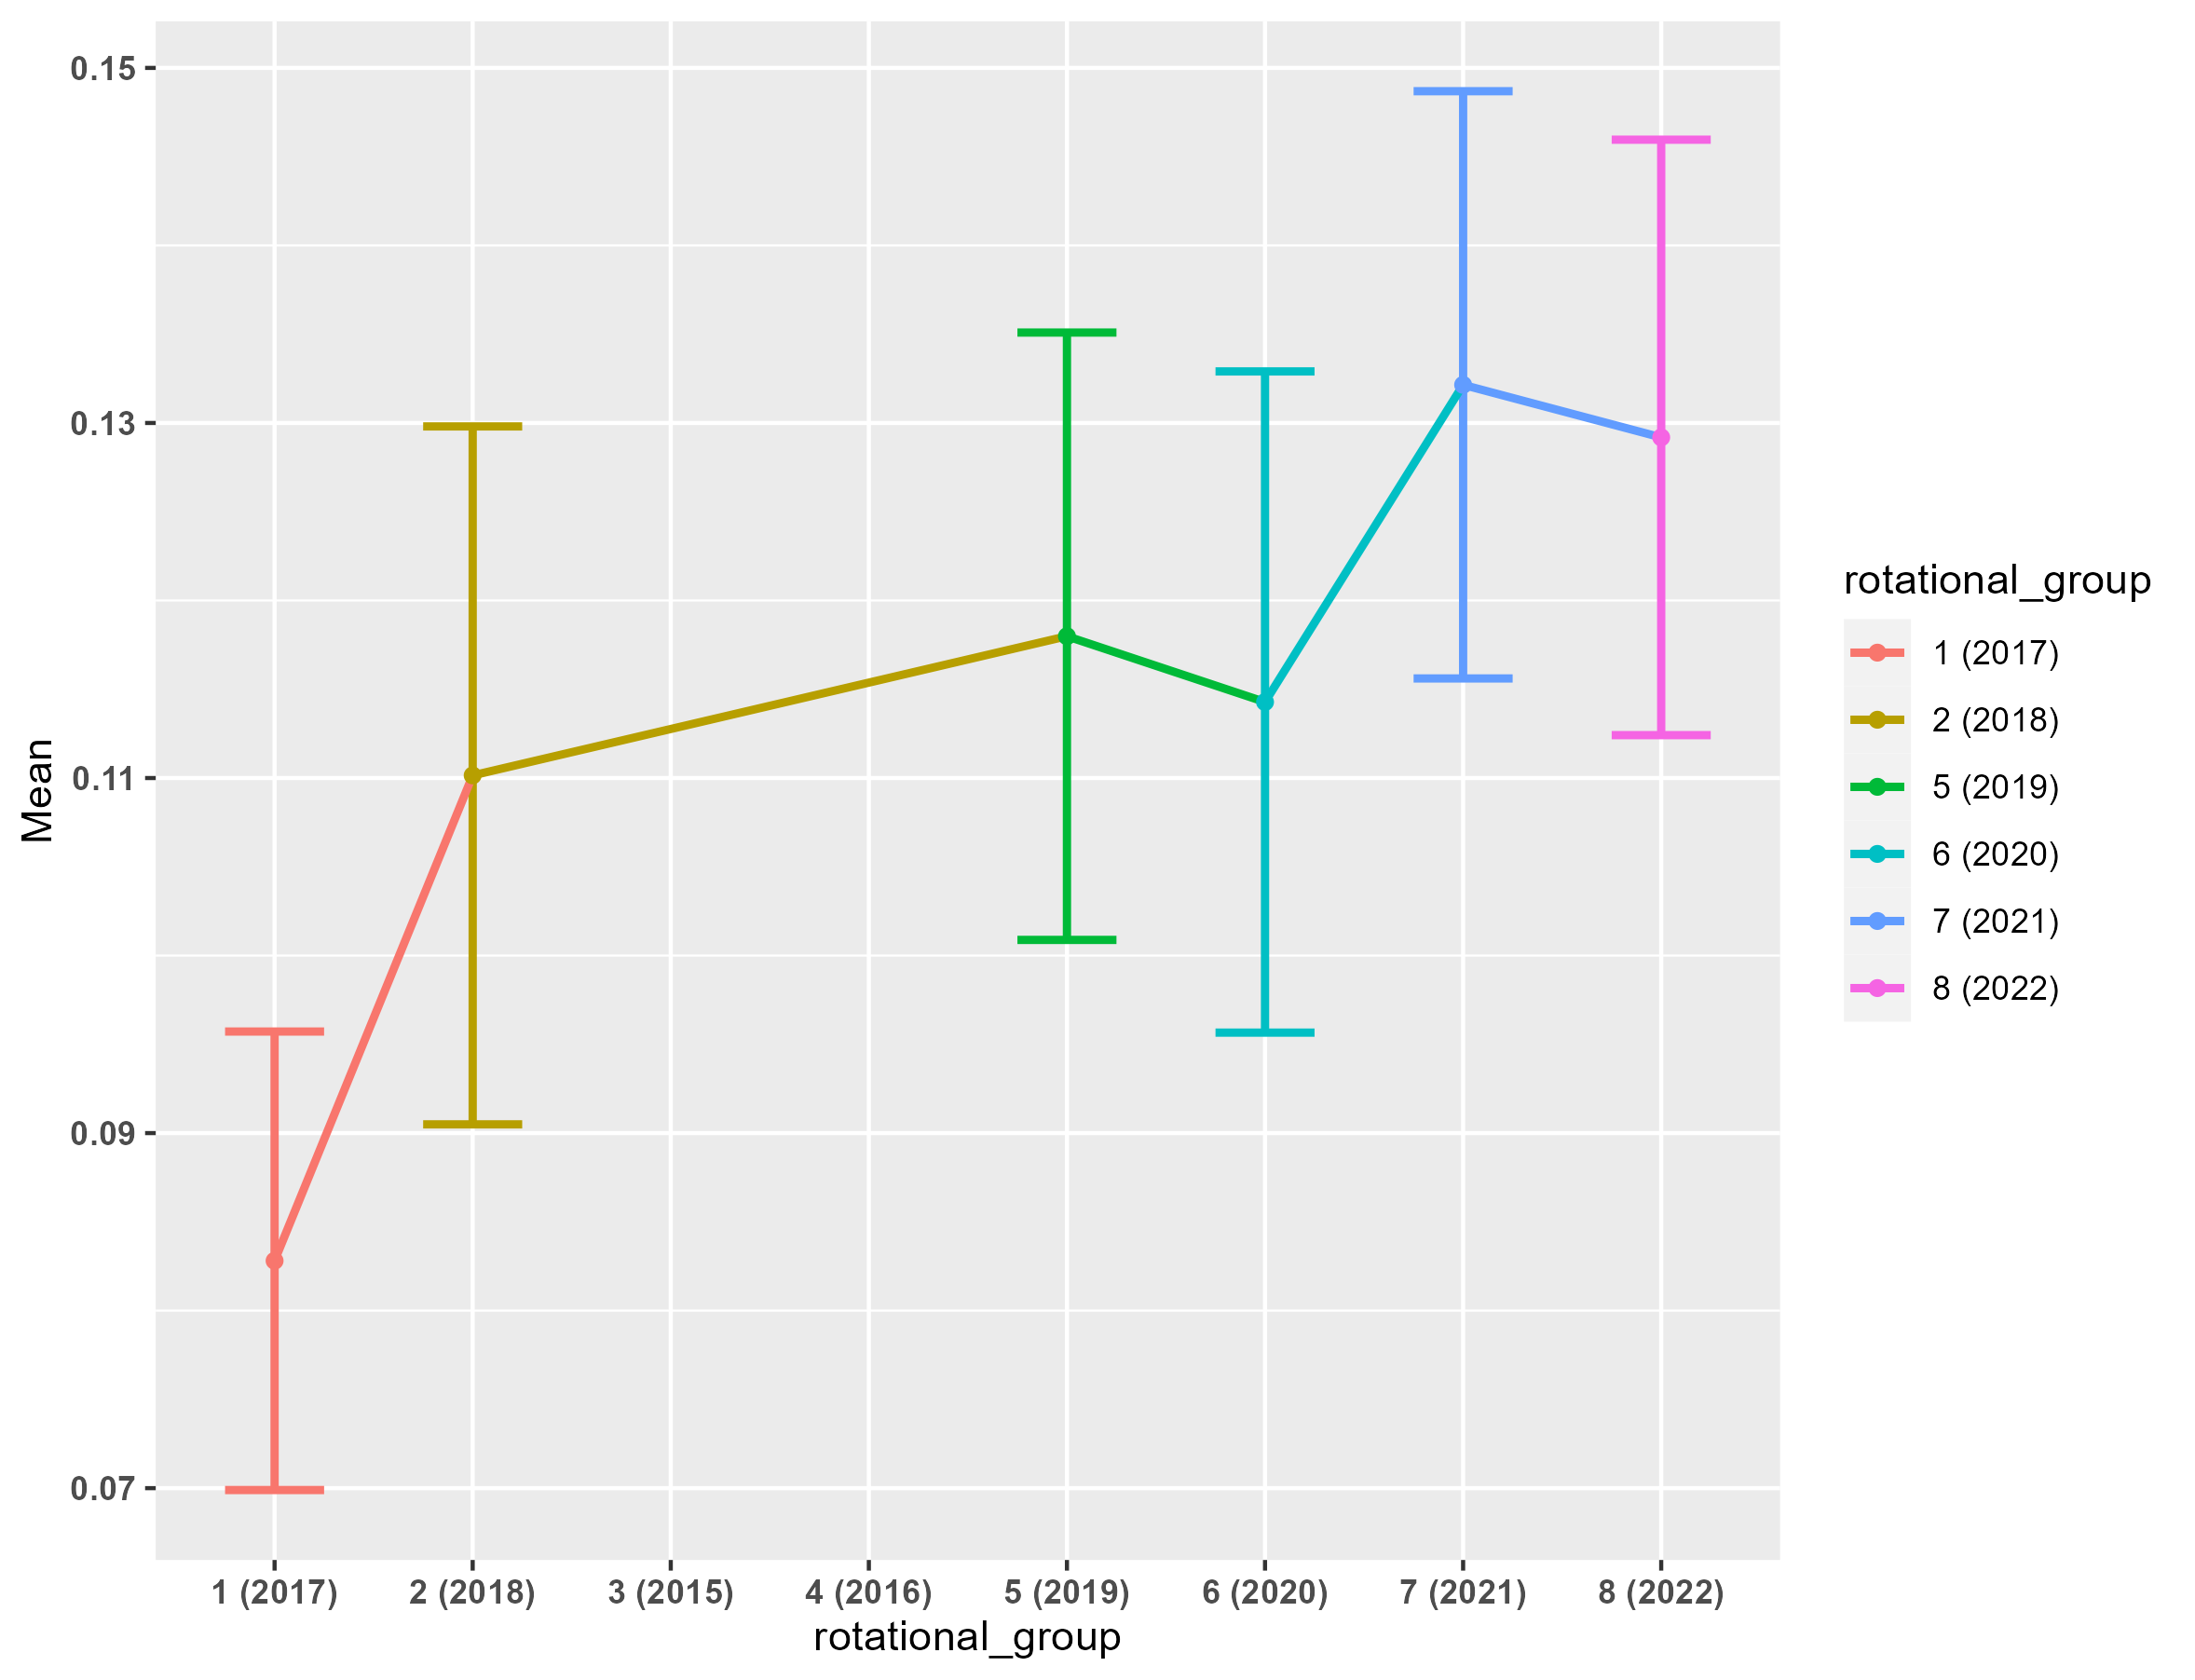 Mean
0.15
0.13
0.11
0.09
0.07
1 (2017) 2 (2018) 3 (2015) 4 (2016) 5 (2019) 6 (2020) 7 (2021) 8 (2022)
rotational_group
rotational_group
1 (2017)
2 (2018)
5 (2019)
6 (2020)
7 (2021)
8 (2022)